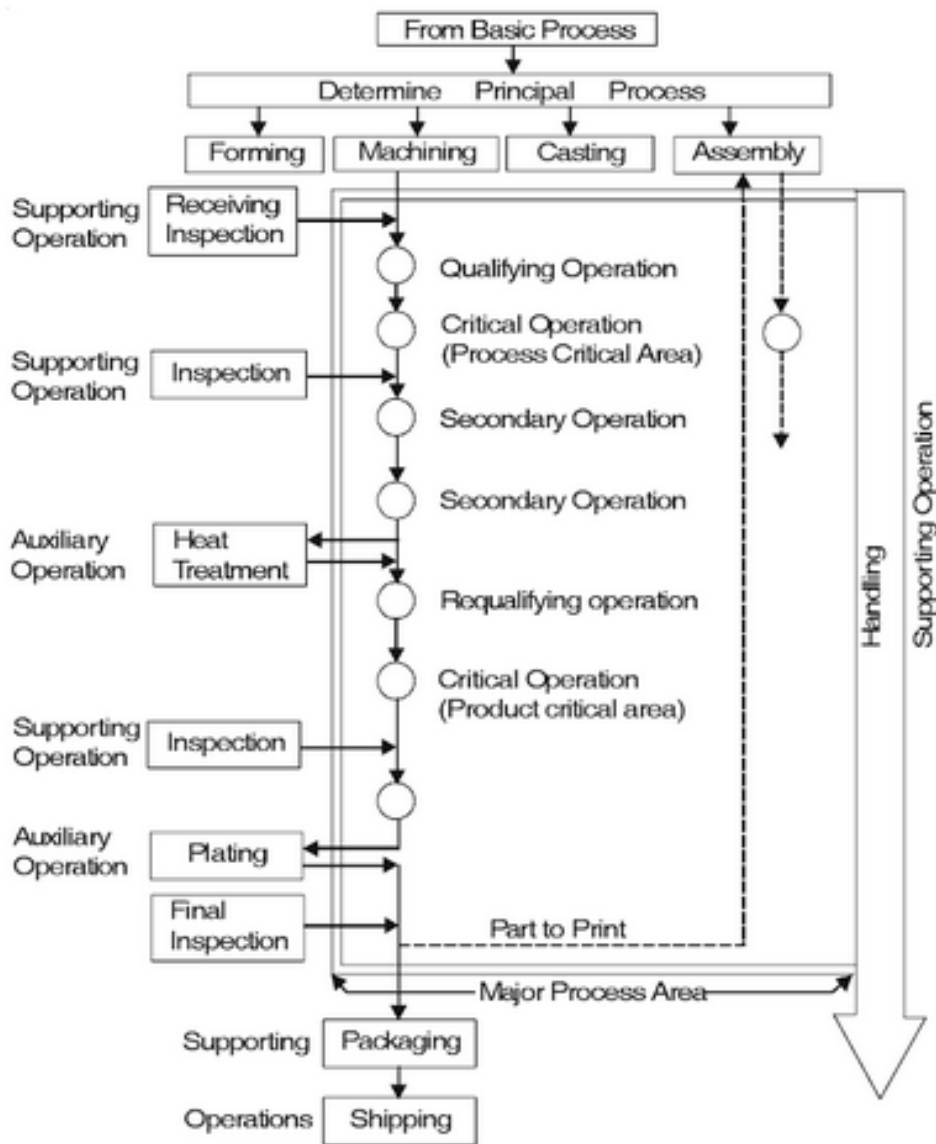 From Basic Process
Determine Principal Process
Forming
Machining
Casting
Assembly
Supporting
Operation
Receiving
Inspection
Qualifying Operation
Critical Operation
(Process Critical Area)
Supporting
Operation
Inspection
Secondary Operation
Secondary Operation
Auxiliary
Operation
Heat
Treatment
Requalifying operation
Critical Operation
(Product critical area)
Supporting
Operation
Inspection
Auxiliary
Operation
Plating
Final
Inspection
Part to Print
Major Process Area
Handling
Supporting Operation
Supporting
Packaging
Operations
Shipping